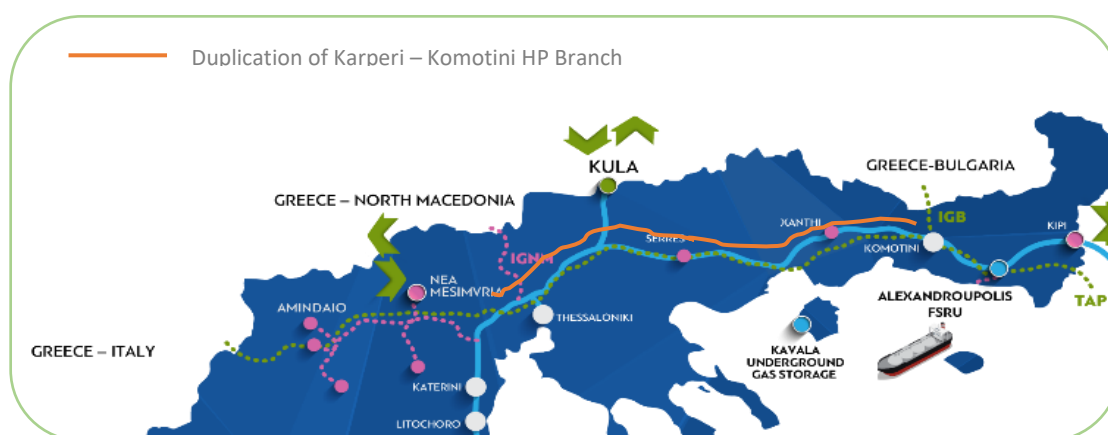 Duplication of Karperi – Komotini HP Branch
KULA
GREECE-BULGARIA
GREECE – NORTH MACEDONIA
IGB
XANTHI
KIPI
SERRES
KOMOTINI
IGNM
NEA
MESIMVRIA
AMINDAIO
ALEXANDROUPOLIS
FSRU
TAP
THESSALONIKI
GREECE – ITALY
KAVALA
UNDERGROUND
GAS STORAGE
KATERINI
LITOCHORO